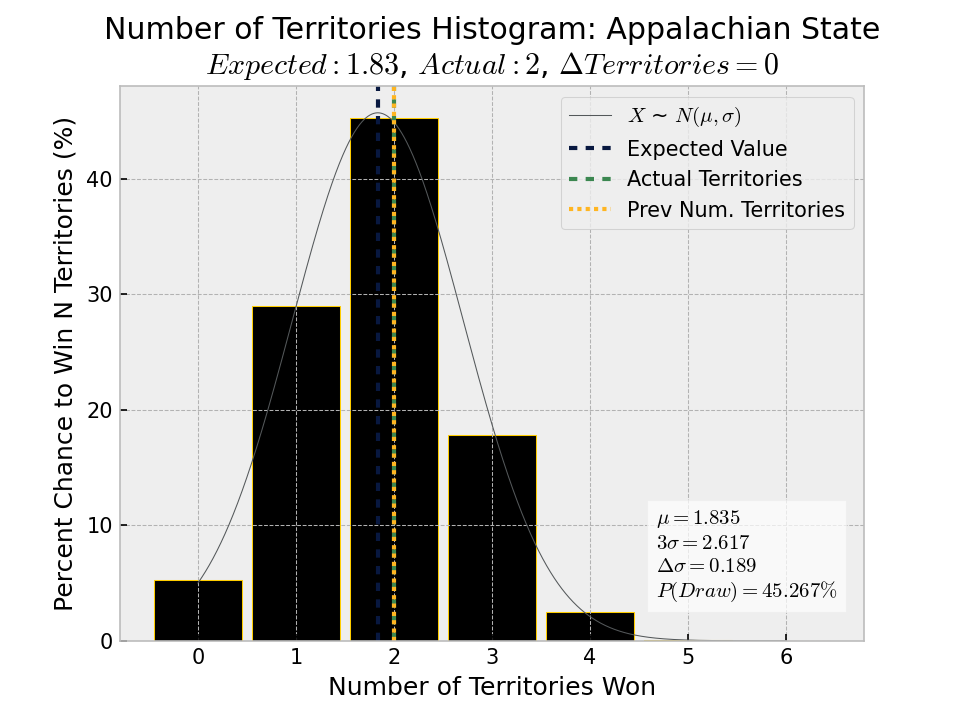 Number of Territories Histogram: Appalachian State
Expected : 1.83, Actual : 2, ΔTerritories = 0
Percent Chance to Win N Territories (%)
40
30
20
10
0
X ~ N(μ, σ)
Expected Value
Actual Territories
Prev Num. Territories
μ = 1.835
3σ = 2.617
Δσ = 0.189
P(Draw) = 45.267%
0 1 2 3 4 5 6
Number of Territories Won